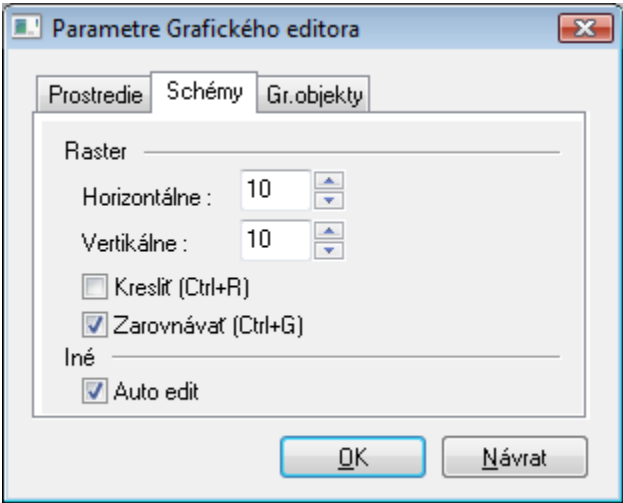 Parametre Grafického editora
Prostredie Schémy Gr.objekty
Raster
Horizontálne : 10
Vertikálne : 10
Kresliť (Ctrl+R)
Zarovnávať (Ctrl+G)
Iné
Auto edit
OK Návrat